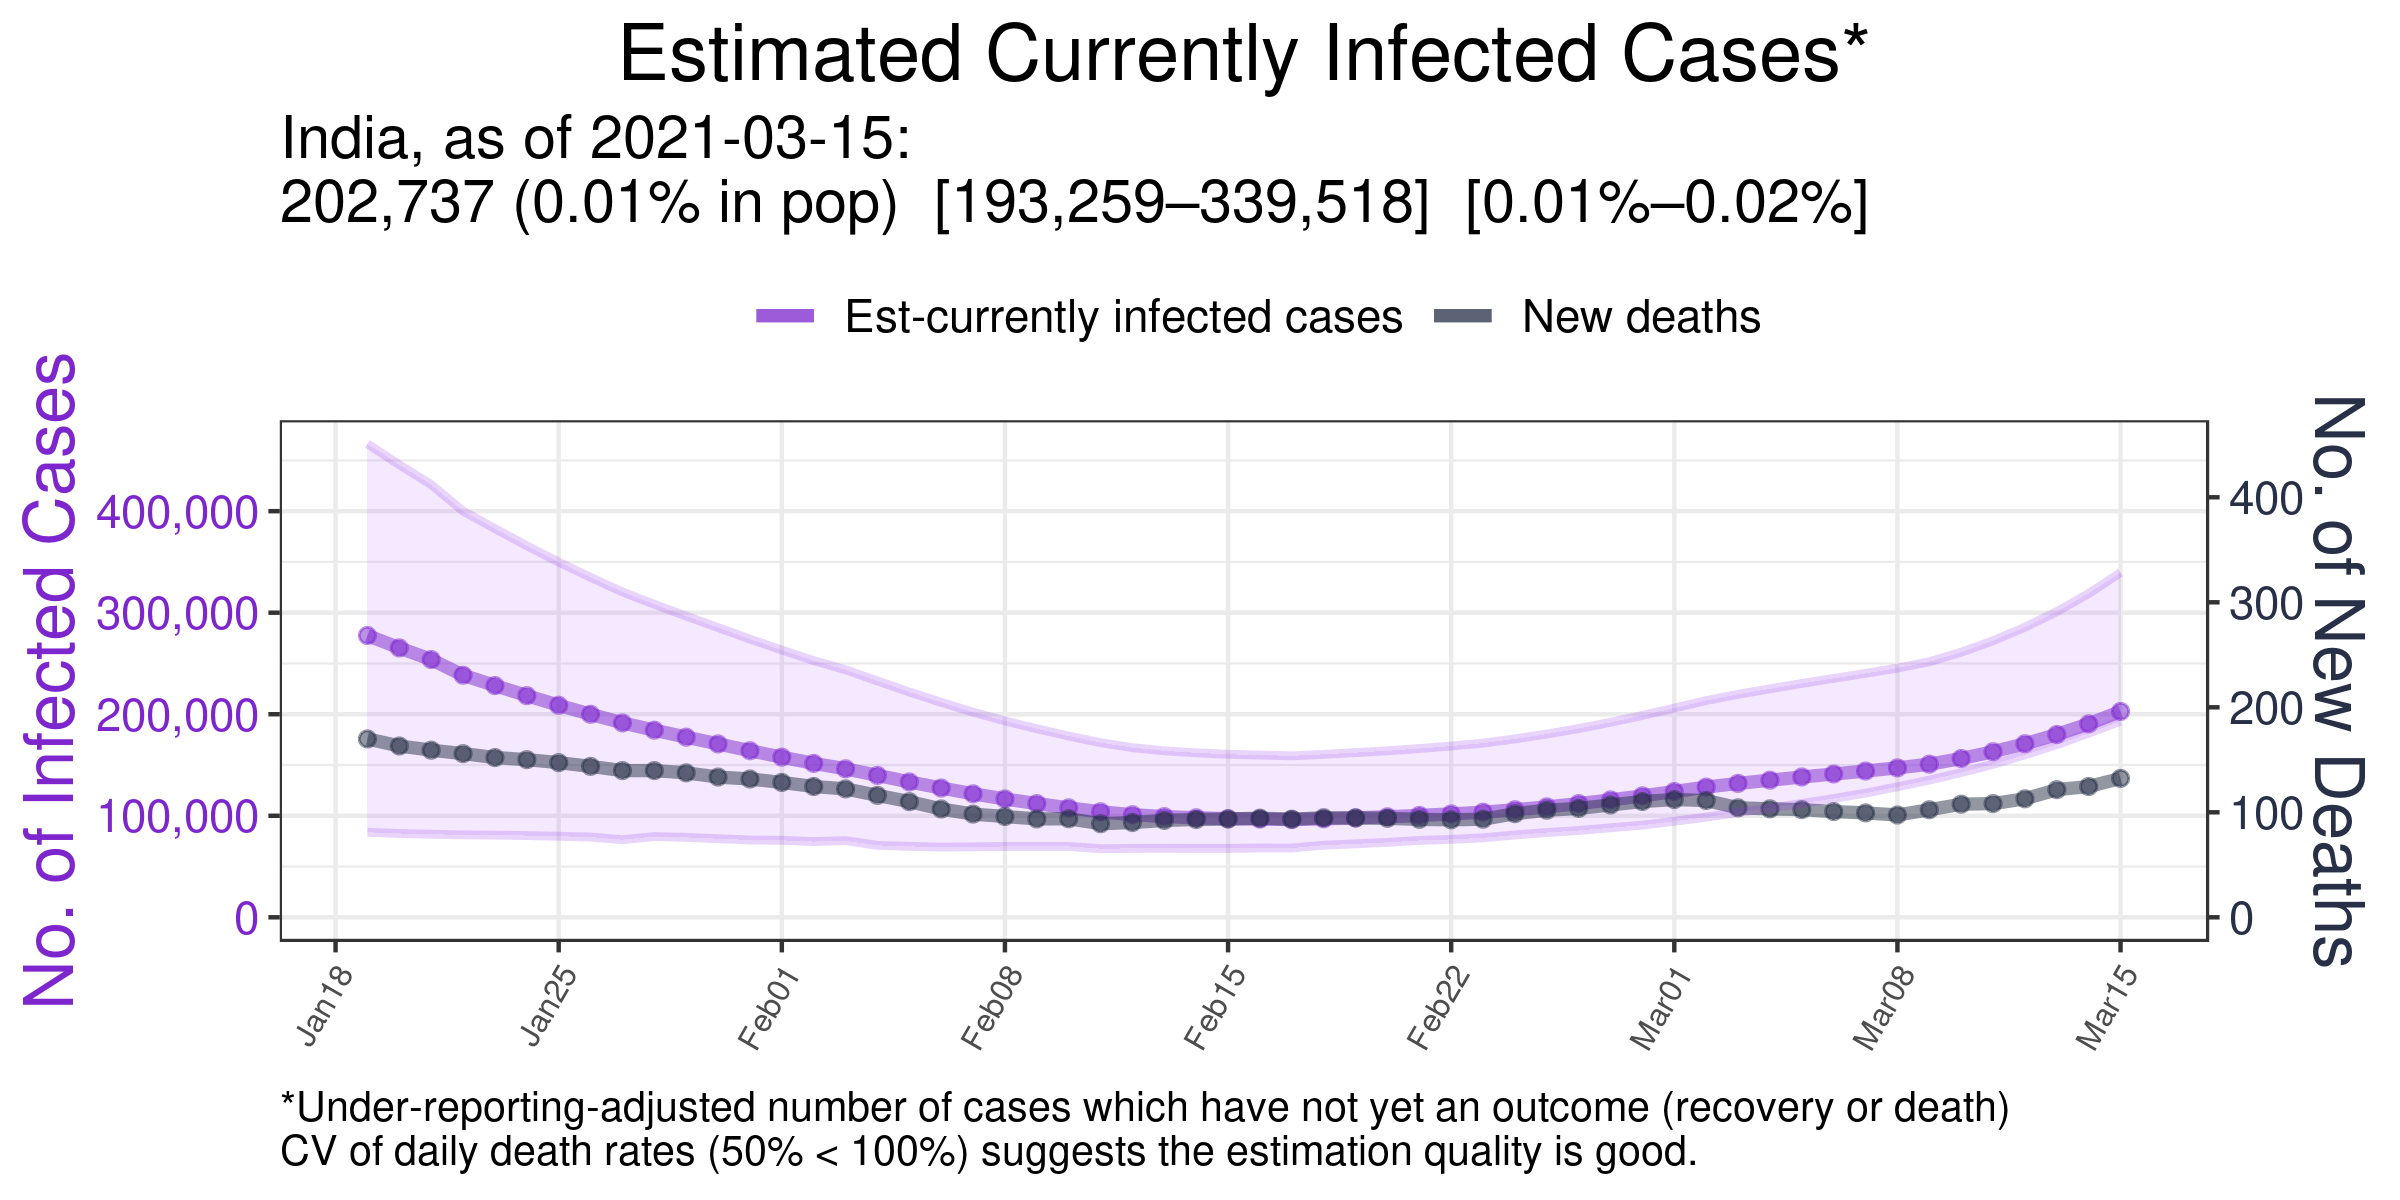 Estimated Currently Infected Cases*
India, as of 2021-03-15:
202,737 (0.01% in pop) [193,259–339,518] [0.01%–0.02%]
Est-currently infected cases New deaths
No. of Infected Cases
400,000
300,000
200,000
100,000
0
400
300
200
100
0
No. of New Deaths
Jan18 Jan25 Feb01 Feb08 Feb15 Feb22 Mar01 Mar08 Mar15
*Under-reporting-adjusted number of cases which have not yet an outcome (recovery or death)
CV of daily death rates (50% < 100%) suggests the estimation quality is good.